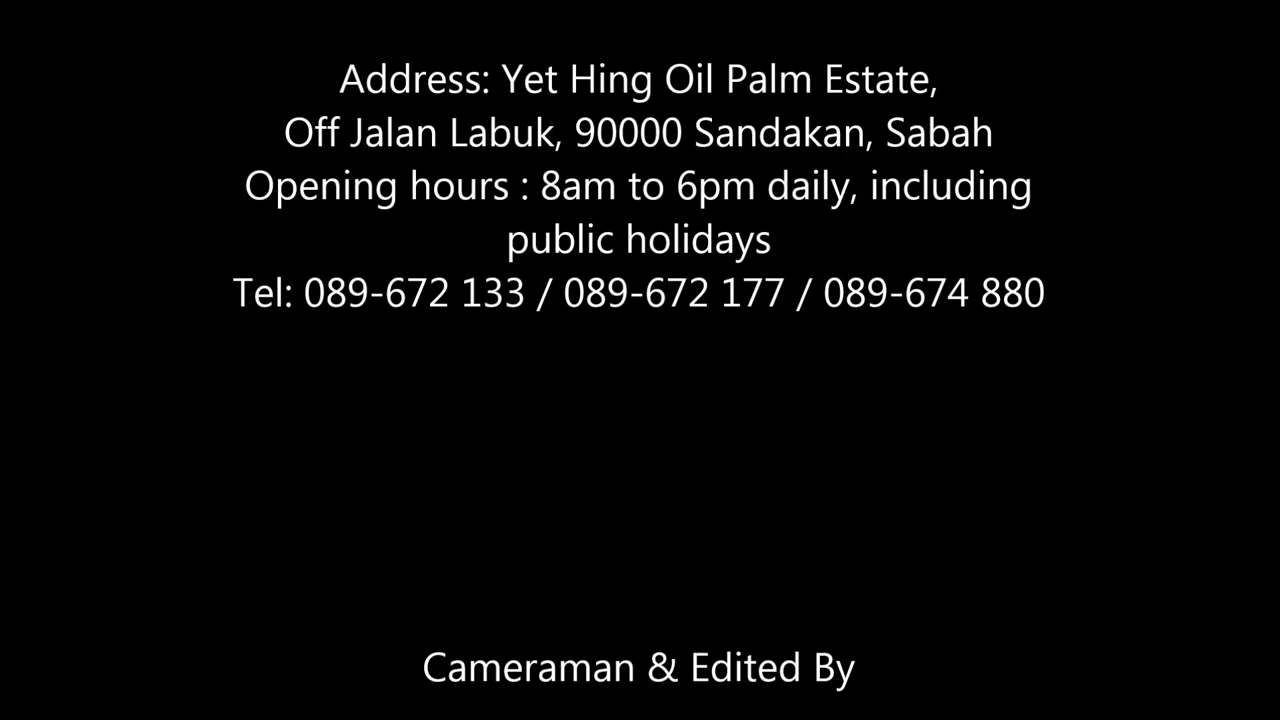 Address: Yet Hing Oil Palm Estate,
Off Jalan Labuk, 90000 Sandakan, Sabah
Opening hours : 8am to 6pm daily, including
public holidays
Tel: 089-672 133 / 089-672 177 / 089-674 880
Cameraman & Edited By